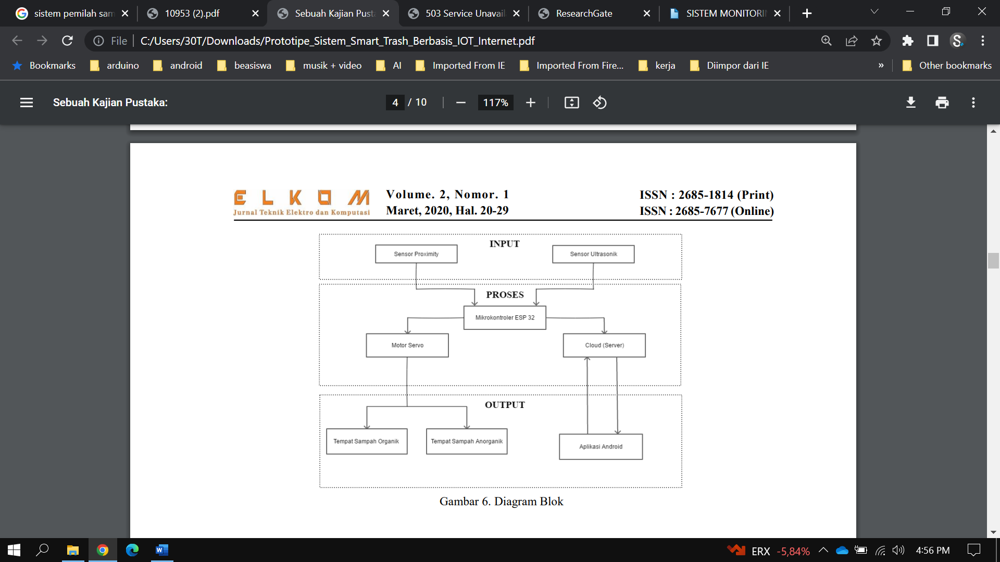 sistem pemilah sam
10953 (2).pdf
Sebuah Kajian Pusta
503 Service Unavail
ResearchGate
SISTEM MONITORI
File
C:/Users/30T/Downloads/Prototipe_Sistem_Smart_Trash_Berbasis_IOT_Internet.pdf
Bookmarks
arduino
android
beasiswa
musik + video
AI
Imported From IE
Imported From Fire...
kerja
Diimpor dari IE
»
Other bookmarks
Sebuah Kajian Pustaka:
4 / 10
117%
ELKOM
Jurnal Teknik Elektro dan Komputasi
Volume. 2, Nomor. 1
Maret, 2020, Hal. 20-29
ISSN : 2685-1814 (Print)
ISSN : 2685-7677 (Online)
INPUT
Sensor Proximity
Sensor Ultrasonik
PROSES
Mikrokontroler ESP 32
Motor Servo
Cloud (Server)
OUTPUT
Tempat Sampah Organik
Tempat Sampah Anorganik
Aplikasi Android
Gambar 6. Diagram Blok
ERX -5,84%
4:56 PM